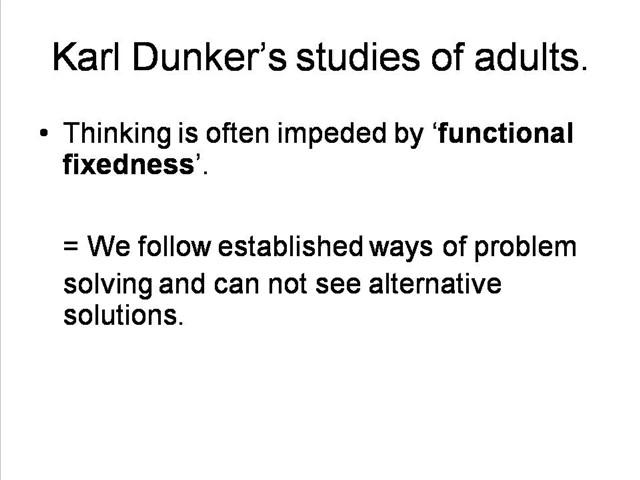 Karl Dunker’s studies of adults.
• Thinking is often impeded by ‘functional
fixedness’.
= We follow established ways of problem
solving and can not see alternative
solutions.